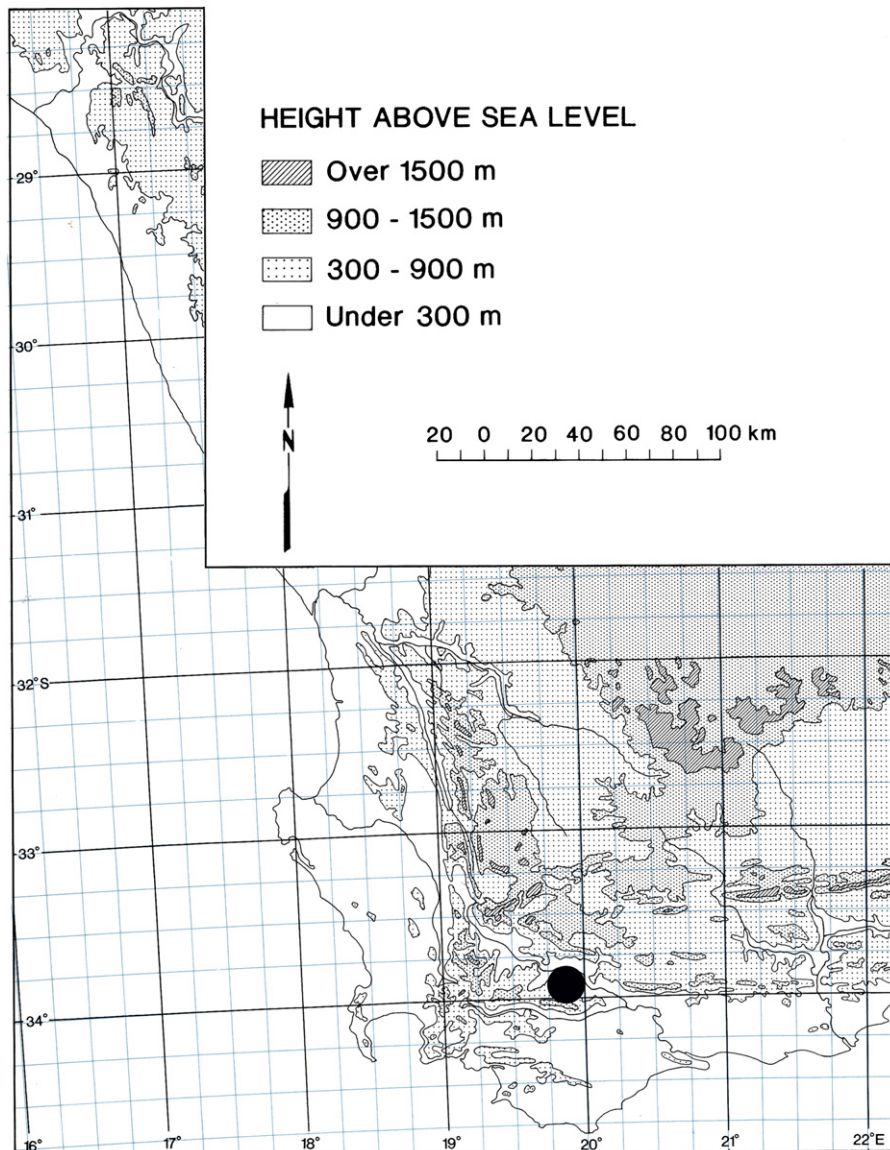 HEIGHT ABOVE SEA LEVEL
Over 1500 m
900 - 1500 m
300 - 900 m
Under 300 m
N
20 0 20 40 60 80 100 km
29°
30°
31°
32°S
33°
34°
16° 17° 18° 19° 20° 21° 22°E